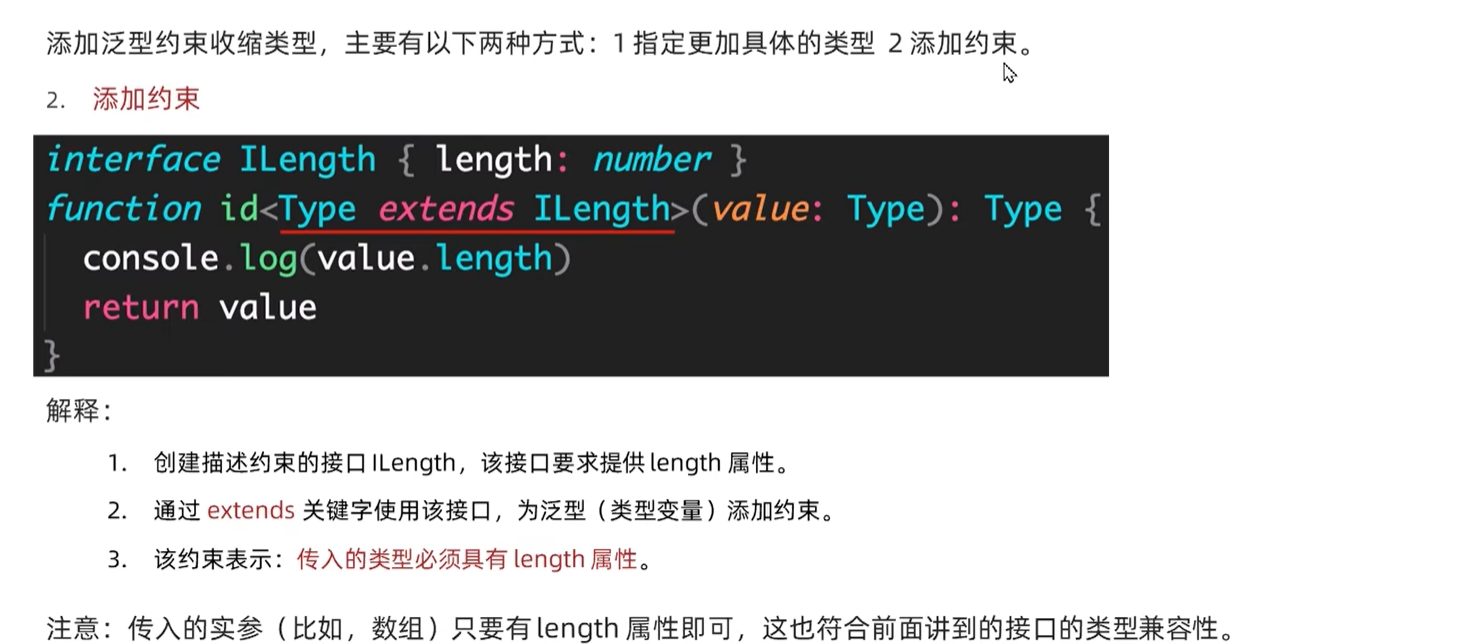 添加泛型约束收缩类型，主要有以下两种方式：1 指定更加具体的类型 2 添加约束。
2. 添加约束
interface ILength { length: number }
function id<Type extends ILength>(value: Type): Type {
  console.log(value.length)
  return value
}
解释：
1. 创建描述约束的接口 ILength，该接口要求提供 length 属性。
2. 通过 extends 关键字使用该接口，为泛型（类型变量）添加约束。
3. 该约束表示：传入的类型必须具有 length 属性。
注意：传入的实参（比如，数组）只要有 length 属性即可，这也符合前面讲到的接口的类型兼容性。